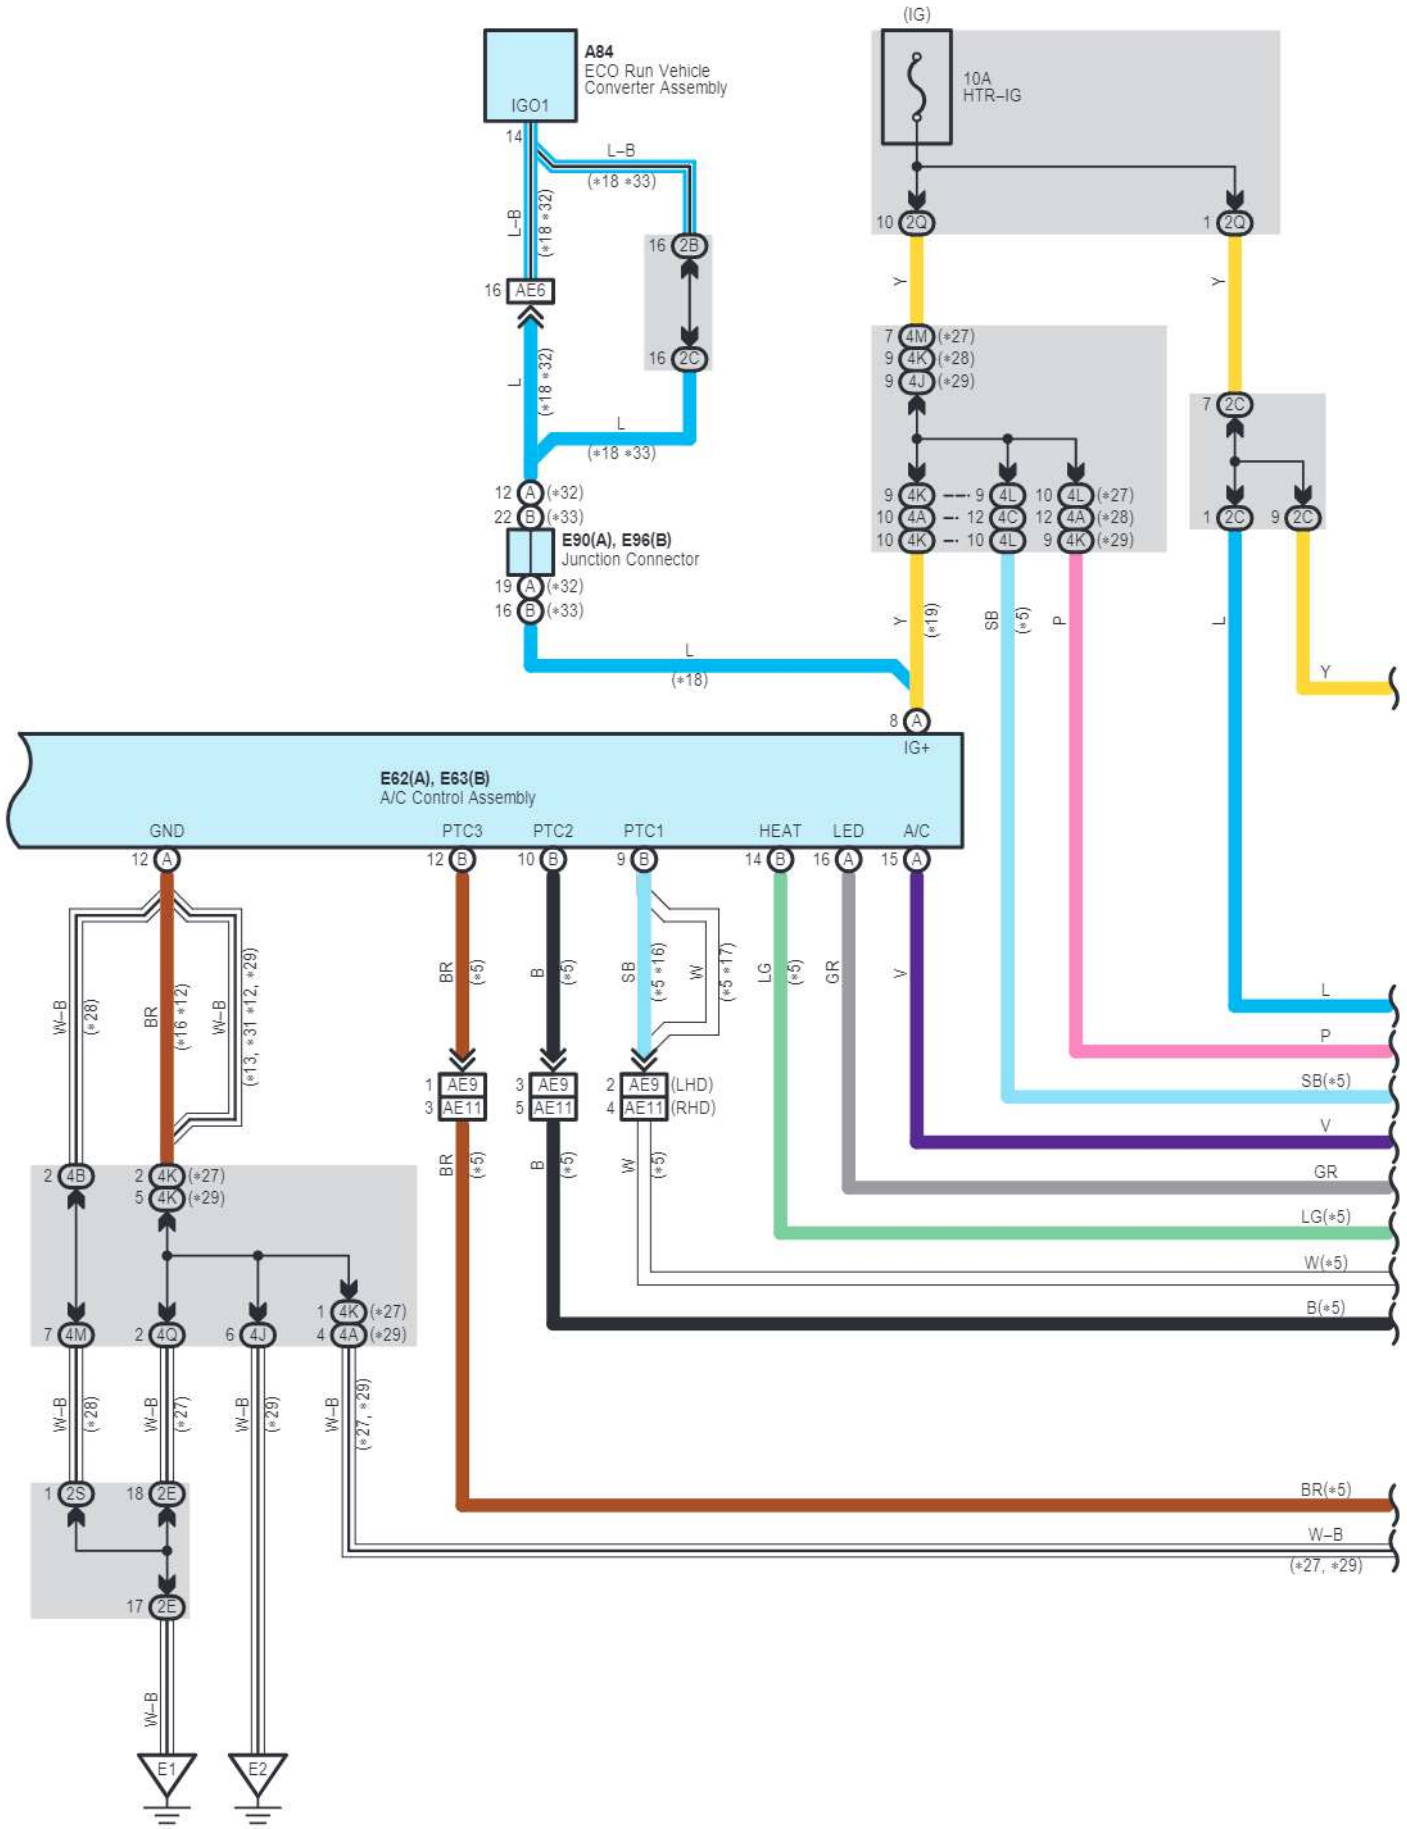 (IG)
A84
ECO Run Vehicle
Converter Assembly
IGO1
10A
HTR–IG
14
L–B
(*18 *33)
L–B
(*18 *32)
10 2Q
1 2Q
16 2B
16 AE6
Y
Y
7 4M (*27)
9 4K (*28)
9 4J (*29)
16 2C
L
(*18 *32)
7 2C
L
(*18 *33)
12 A (*32)
22 B (*33)
9 4K 9 4L 10 4L (*27)
10 4A 12 4C 12 4A (*28)
10 4K 10 4L 9 4K (*29)
1 2C
9 2C
E90(A), E96(B)
Junction Connector
19 A (*32)
16 B (*33)
Y
(*19)
SB
(*5)
P
L
L
(*18)
Y
8 A
IG+
E62(A), E63(B)
A/C Control Assembly
GND PTC3 PTC2 PTC1 HEAT LED A/C
12 A 12 B 10 B 9 B 14 B 16 A 15 A
W–B
(*28)
BR
(*16 *12)
W–B
(*13, *31 *12, *29)
BR
(*5)
B
(*5)
SB
(*5 *16)
W
(*5 *17)
LG
(*5)
GR
V
L
P
1 AE9 3 AE9 2 AE9 (LHD)
3 AE11 5 AE11 4 AE11 (RHD)
SB(*5)
V
BR
(*5)
B
(*5)
W
(*5)
GR
2 4B 2 4K (*27)
5 4K (*29)
LG(*5)
W(*5)
B(*5)
1 4K (*27)
7 4M 2 4Q 6 4J 4 4A (*29)
W–B
(*28)
W–B
(*27)
W–B
(*29)
W–B
(*27, *29)
1 2S 18 2E
BR(*5)
W–B
(*27, *29)
17 2E
W–B
E1 E2